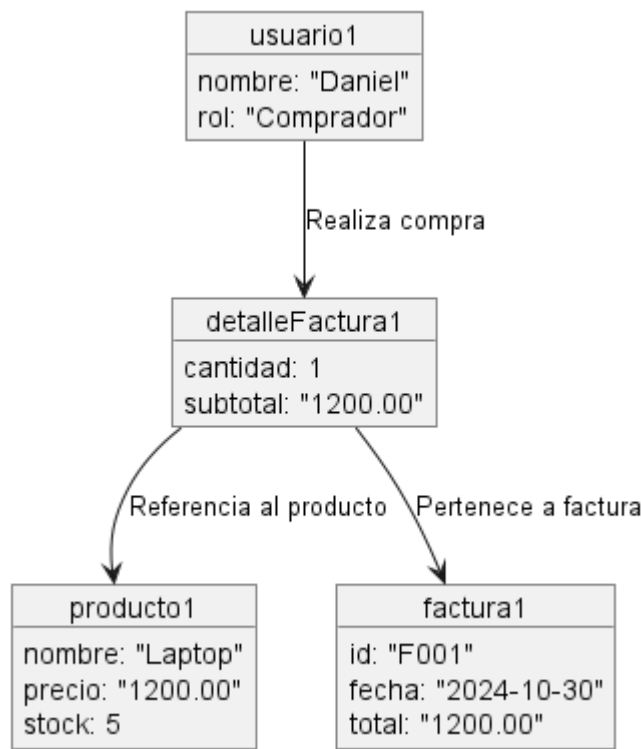 usuario1
nombre: "Daniel"
rol: "Comprador"
Realiza compra
detalleFactura1
cantidad: 1
subtotal: "1200.00"
Referencia al producto
Pertenece a factura
producto1
nombre: "Laptop"
precio: "1200.00"
stock: 5
factura1
id: "F001"
fecha: "2024-10-30"
total: "1200.00"